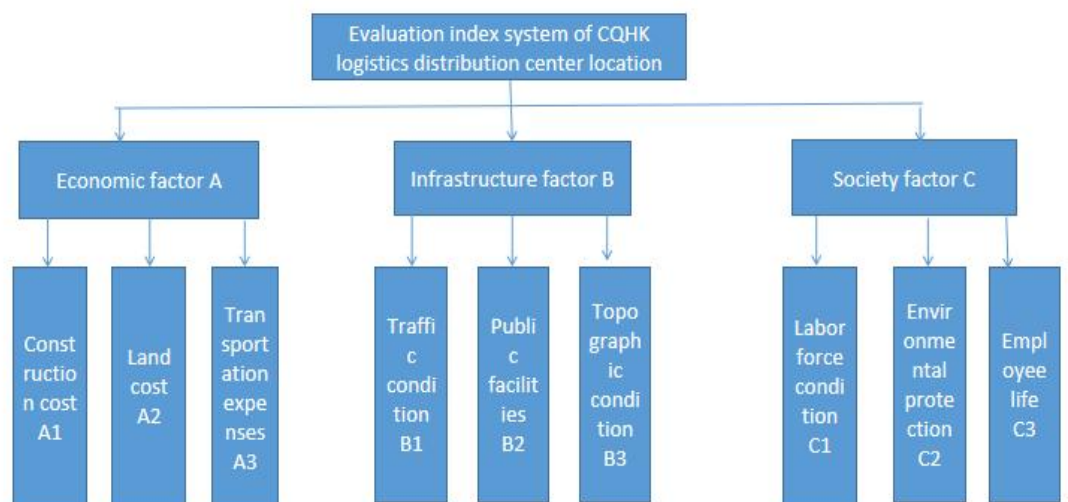 Evaluation index system of CQHK
logistics distribution center location
Economic factor A
Infrastructure factor B
Society factor C
Const
ructio
n cost
A1
Land
cost
A2
Tran
sport
ation
expe
nses
A3
Traffi
c
condi
tion
B1
Publi
c
faciliti
es
B2
Topo
graph
ic
condi
tion
B3
Labor
force
condi
tion
C1
Envir
onme
ntal
prote
ction
C2
Empl
oyee
life
C3